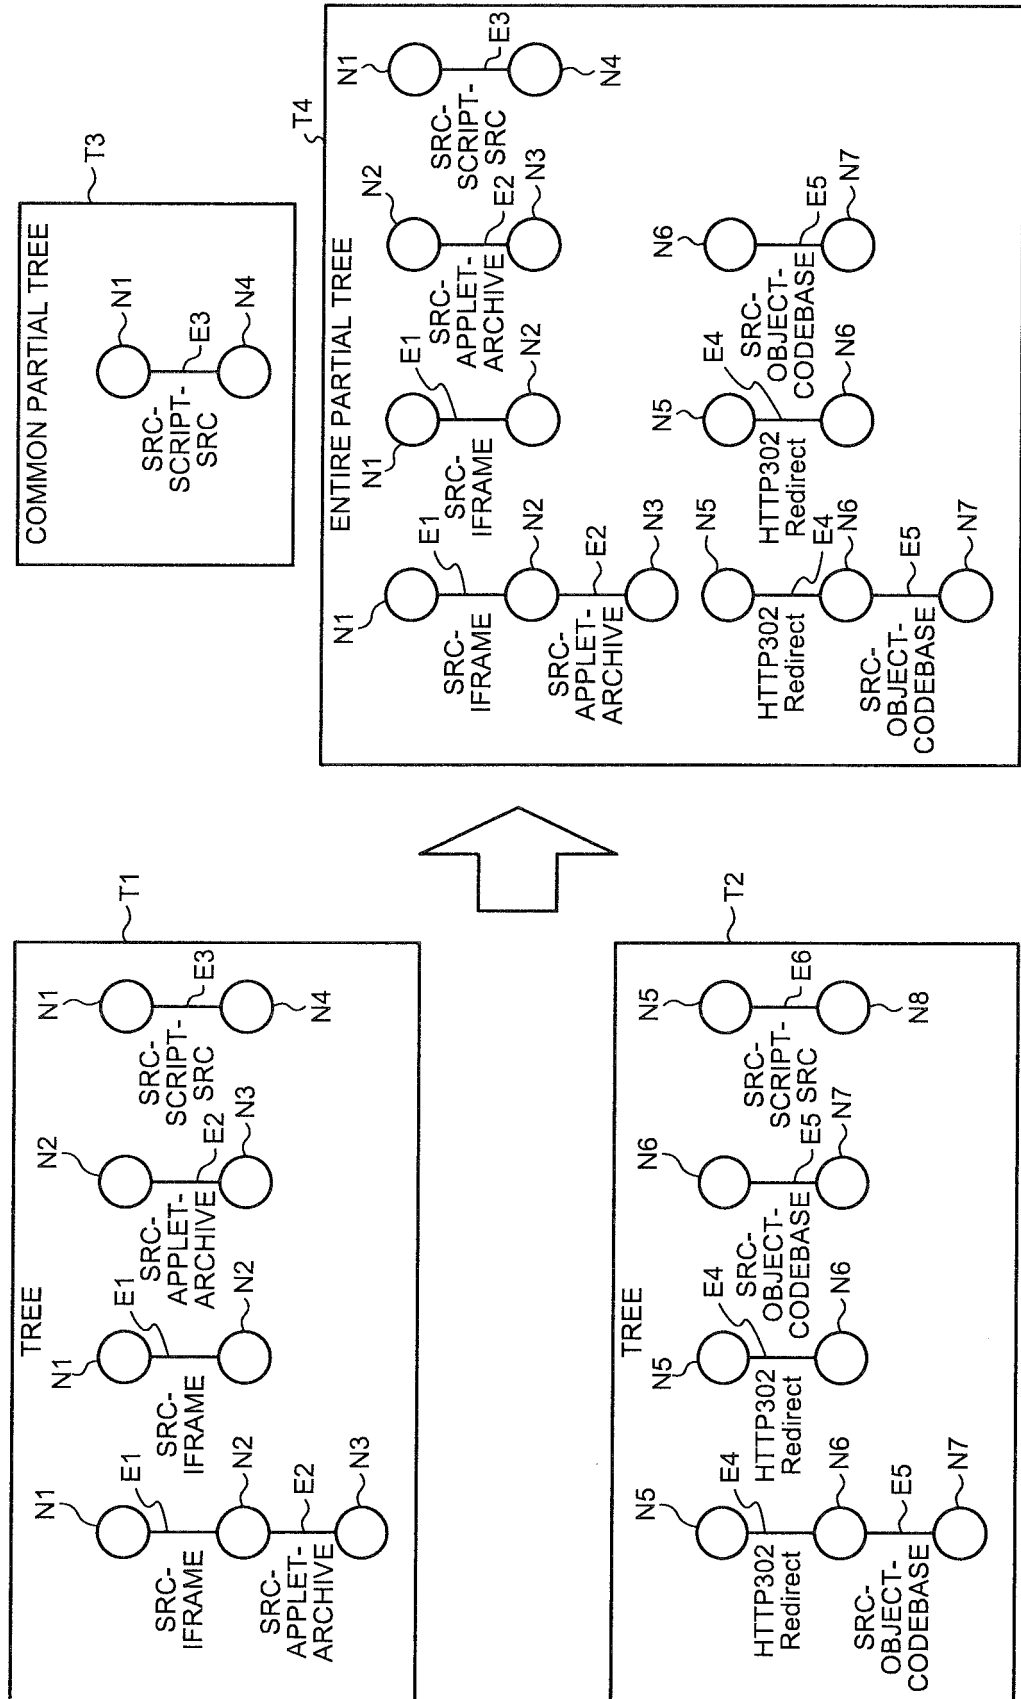 TREE
T1
N1
E1
SRC-
IFRAME
N2
E2
SRC-
APPLET-
ARCHIVE
N3
N1
E1
SRC-
IFRAME
N2
N2
SRC-
APPLET-
ARCHIVE
E2
N3
N1
SRC-
SCRIPT-
SRC
E3
N4
TREE
T2
N5
E4
HTTP302
Redirect
N6
E5
SRC-
OBJECT-
CODEBASE
N7
N5
E4
HTTP302
Redirect
N6
N6
SRC-
OBJECT-
CODEBASE
E5
N7
N5
SRC-
SCRIPT-
SRC
E6
N8
COMMON PARTIAL TREE
T3
N1
SRC-
SCRIPT-
SRC
E3
N4
ENTIRE PARTIAL TREE
T4
N1
E1
SRC-
IFRAME
N2
E2
SRC-
APPLET-
ARCHIVE
N3
N1
E1
SRC-
IFRAME
N2
N2
SRC-
APPLET-
ARCHIVE
E2
N3
N1
SRC-
SCRIPT-
SRC
E3
N4
N5
HTTP302
Redirect
E4
N6
E5
SRC-
OBJECT-
CODEBASE
N7
N5
E4
HTTP302
Redirect
N6
N6
SRC-
OBJECT-
CODEBASE
E5
N7